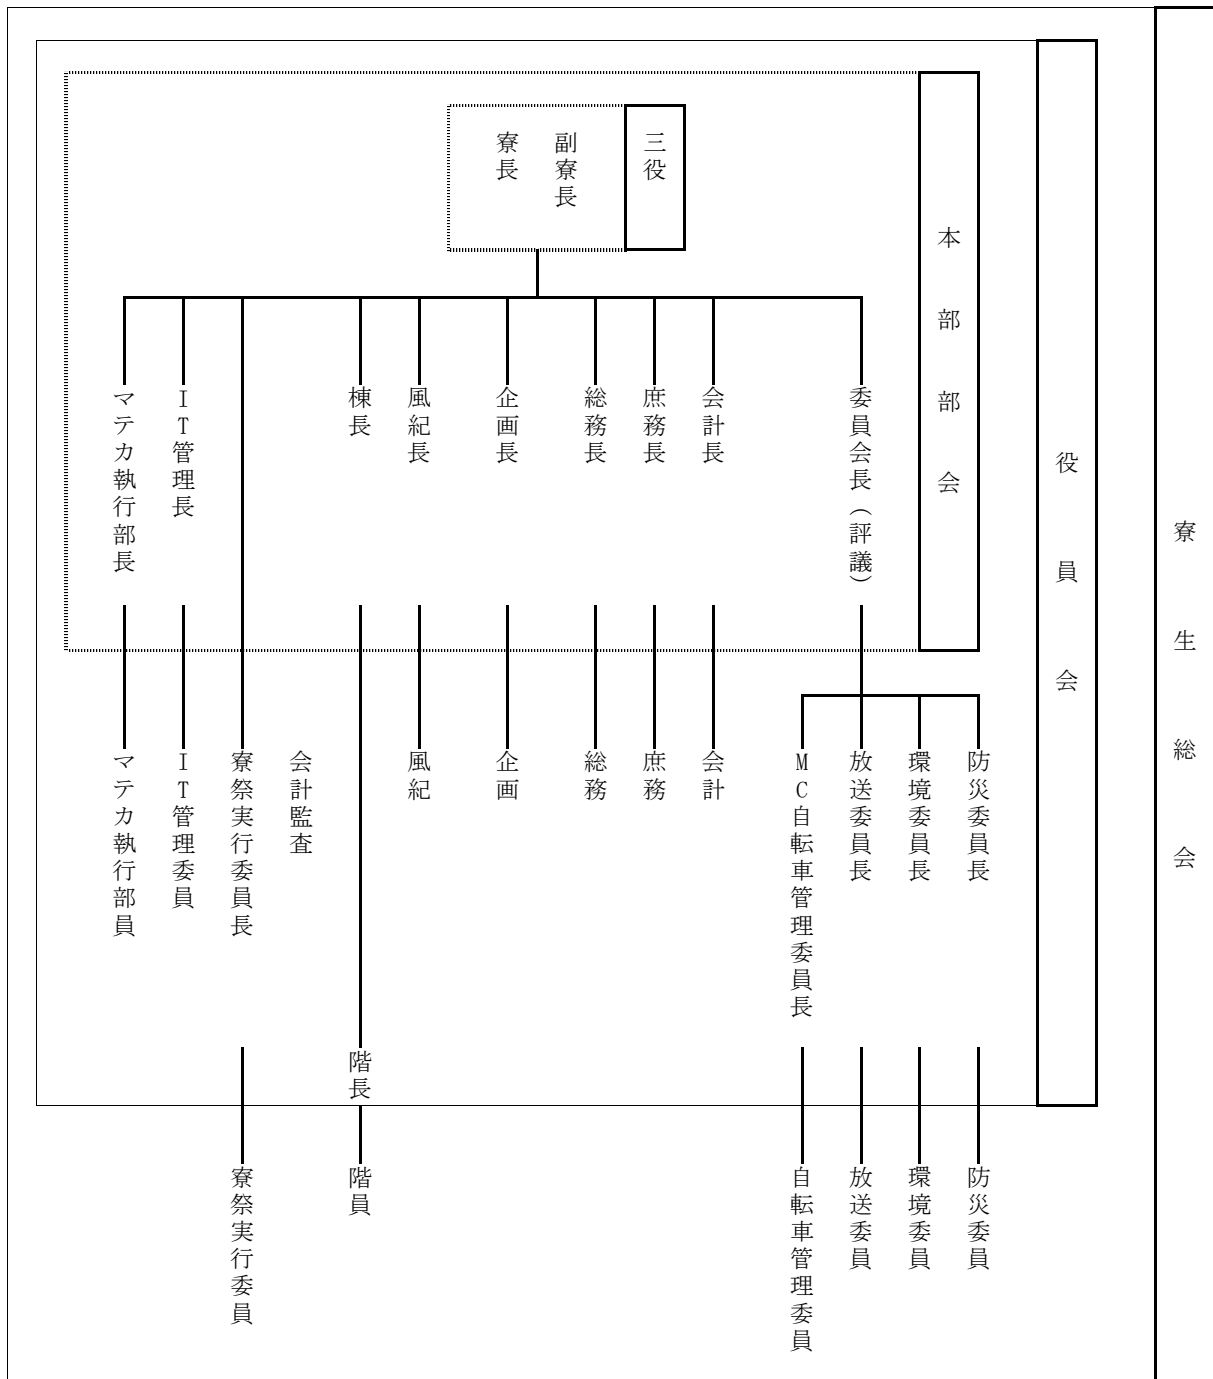 寮生総会
役員会
本部部会
三役
副寮長
寮長
委員会長（評議）
会計長
庶務長
総務長
企画長
風紀長
棟長
IT管理長
マテカ執行部長
防災委員長
環境委員長
放送委員長
MC自転車管理委員長
会計
庶務
総務
企画
風紀
会計監査
寮祭実行委員長
IT管理委員
マテカ執行部員
階長
防災委員
環境委員
放送委員
自転車管理委員
階員
寮祭実行委員